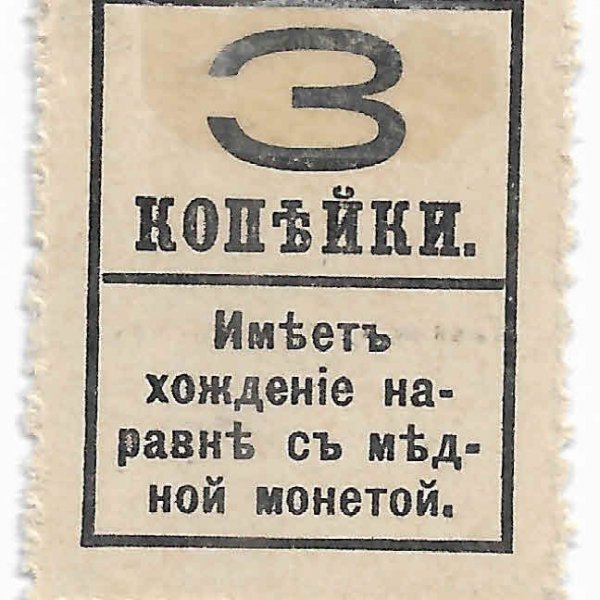 3
КОПѢЙКИ.
Имѣетъ
хожденіе на-
равнѣ съ мѣд-
ной монетой.